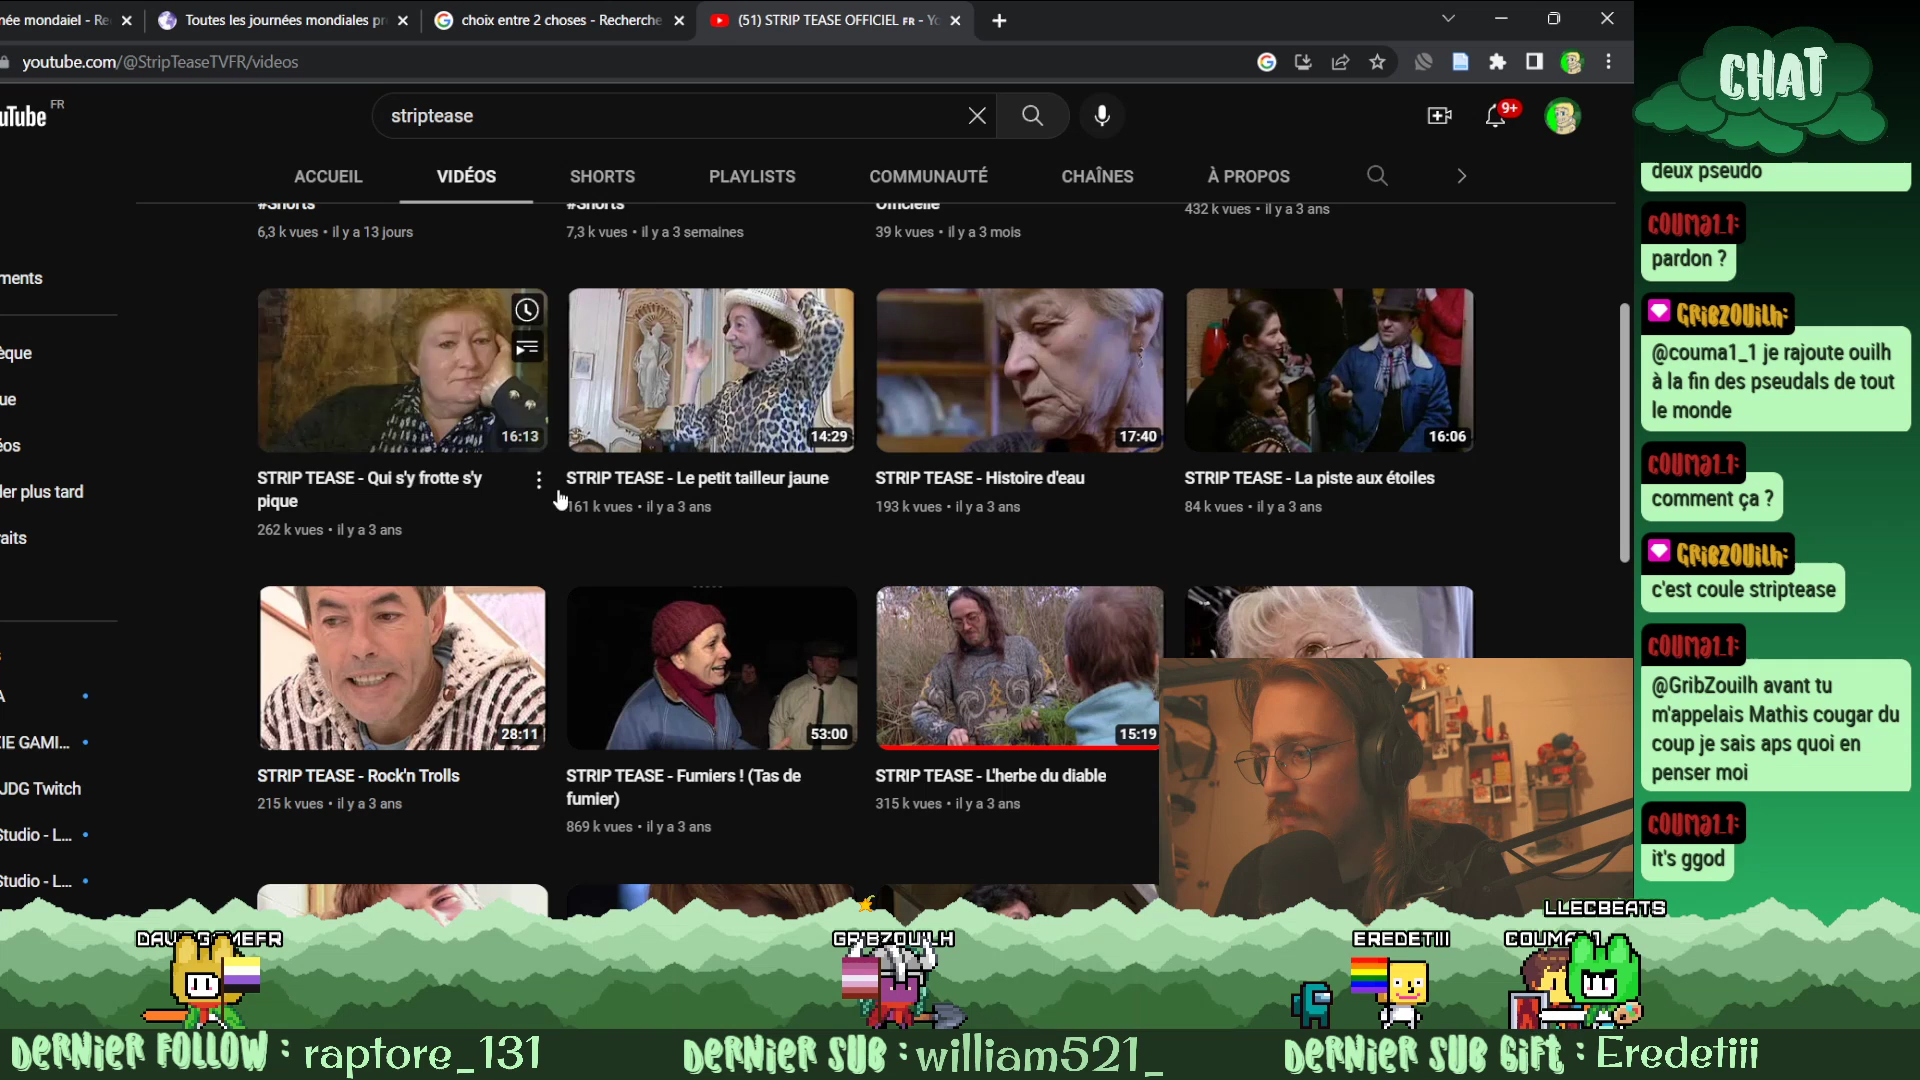 née mondaiel - Re
Toutes les journées mondiales pr
choix entre 2 choses - Recherche
(51) STRIP TEASE OFFICIEL FR - Yo
youtube.com/@StripTeaseTVFR/videos
uTube FR
striptease
9+
ACCUEIL
VIDÉOS
SHORTS
PLAYLISTS
COMMUNAUTÉ
CHAÎNES
À PROPOS
#Shorts
#Shorts
Officielle
6,3 k vues • il y a 13 jours
7,3 k vues • il y a 3 semaines
39 k vues • il y a 3 mois
432 k vues • il y a 3 ans
ments
èque
que
éos
der plus tard
raits
16:13
14:29
17:40
16:06
STRIP TEASE - Qui s'y frotte s'y
pique
262 k vues • il y a 3 ans
STRIP TEASE - Le petit tailleur jaune
161 k vues • il y a 3 ans
STRIP TEASE - Histoire d'eau
193 k vues • il y a 3 ans
STRIP TEASE - La piste aux étoiles
84 k vues • il y a 3 ans
A
IE GAMI...
JDG Twitch
Studio - L...
Studio - L...
28:11
53:00
15:19
STRIP TEASE - Rock'n Trolls
215 k vues • il y a 3 ans
STRIP TEASE - Fumiers ! (Tas de
fumier)
869 k vues • il y a 3 ans
STRIP TEASE - L'herbe du diable
315 k vues • il y a 3 ans
CHAT
deux pseudo
couma1_1:
pardon ?
GribZouilh:
@couma1_1 je rajoute ouilh
à la fin des pseudals de tout
le monde
couma1_1:
comment ça ?
GribZouilh:
c'est coule striptease
couma1_1:
@GribZouilh avant tu
m'appelais Mathis cougar du
coup je sais aps quoi en
penser moi
couma1_1:
it's ggod
LLECBEATS
GRIBZOUILH
EREDETIII
DERNiER FOLLOW : raptore_131
DERNiER SUB : william521_
DERNiER SUB Gift : Eredetiii